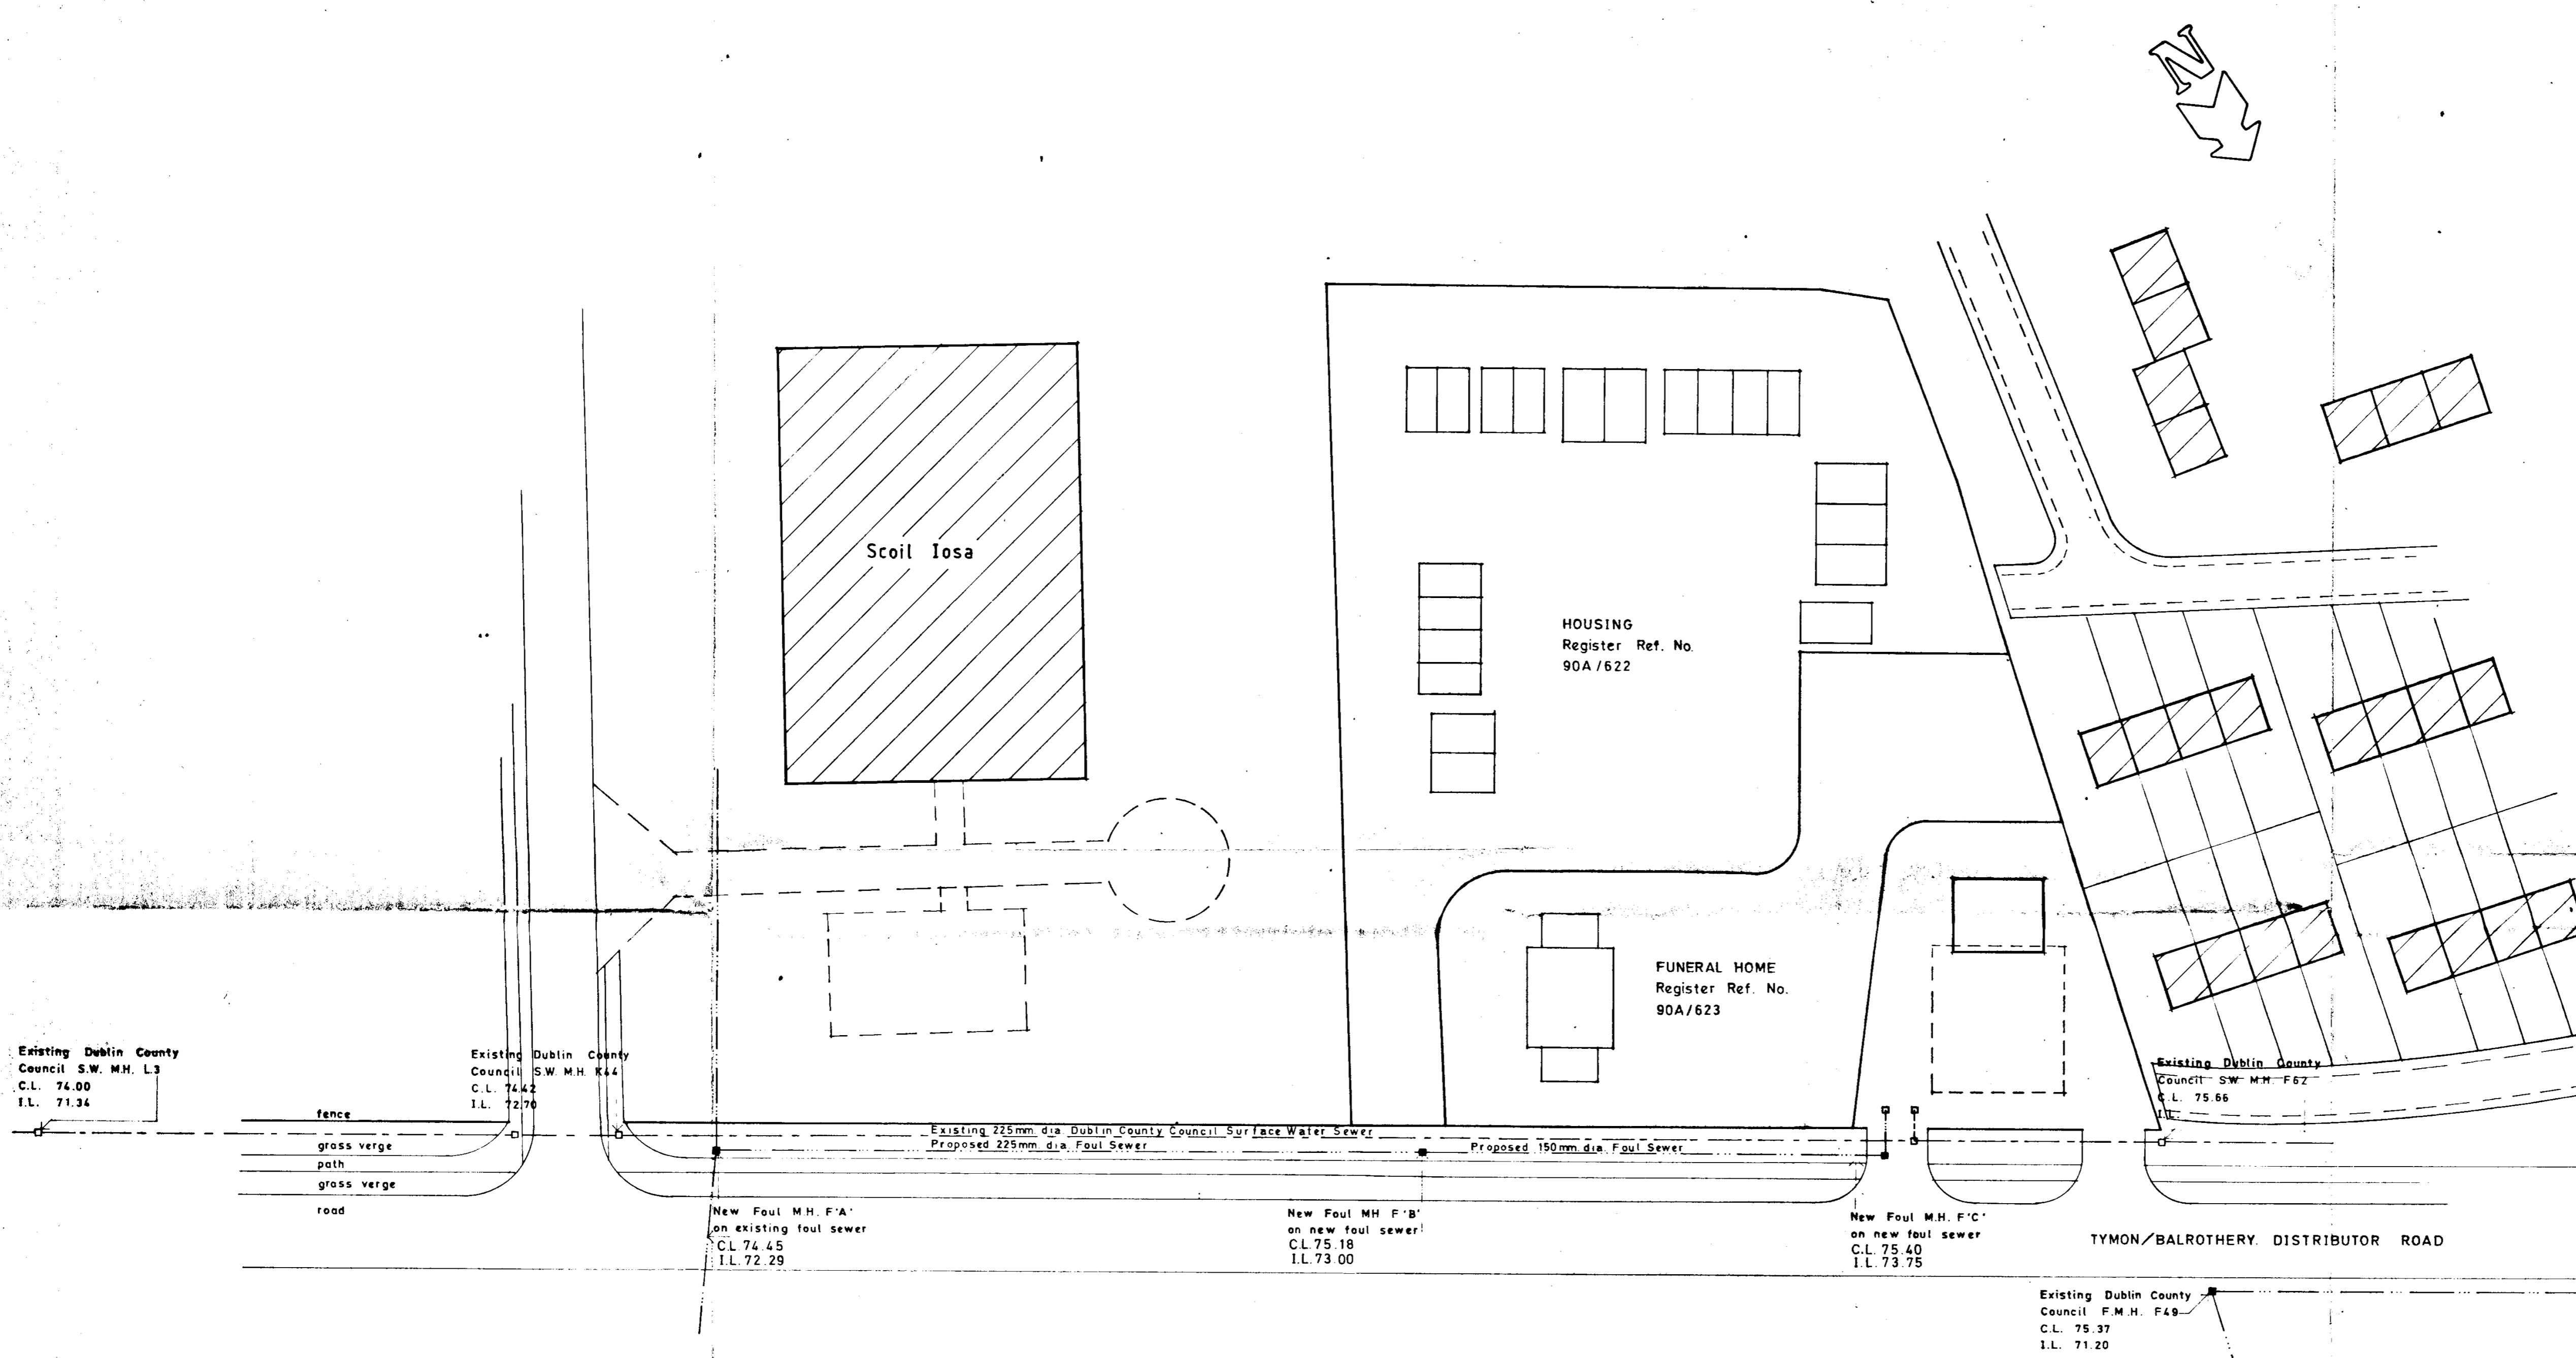 N
Scoil Iosa
HOUSING
Register Ref. No.
90A/622
FUNERAL HOME
Register Ref. No.
90A/623
Existing Dublin County
Council S.W. M.H. L.3
C.L. 74.00
I.L. 71.34
Existing Dublin County
Council S.W. M.H. K44
C.L. 74.42
I.L. 72.70
Existing Dublin County
Council SW M.H. F62
C.L. 75.66
I.L.
fence
grass verge
path
grass verge
road
Existing 225mm dia Dublin County Council Surface Water Sewer
Proposed 225mm dia. Foul Sewer
Proposed 150mm dia. Foul Sewer
New Foul M.H. F'A'
on existing foul sewer
C.L. 74.45
I.L. 72.29
New Foul MH F'B'
on new foul sewer
C.L. 75.18
I.L. 73.00
New Foul M.H. F'C'
on new foul sewer
C.L. 75.40
I.L. 73.75
TYMON/BALROTHERY. DISTRIBUTOR ROAD
Existing Dublin County
Council F.M.H. F49
C.L. 75.37
I.L. 71.20